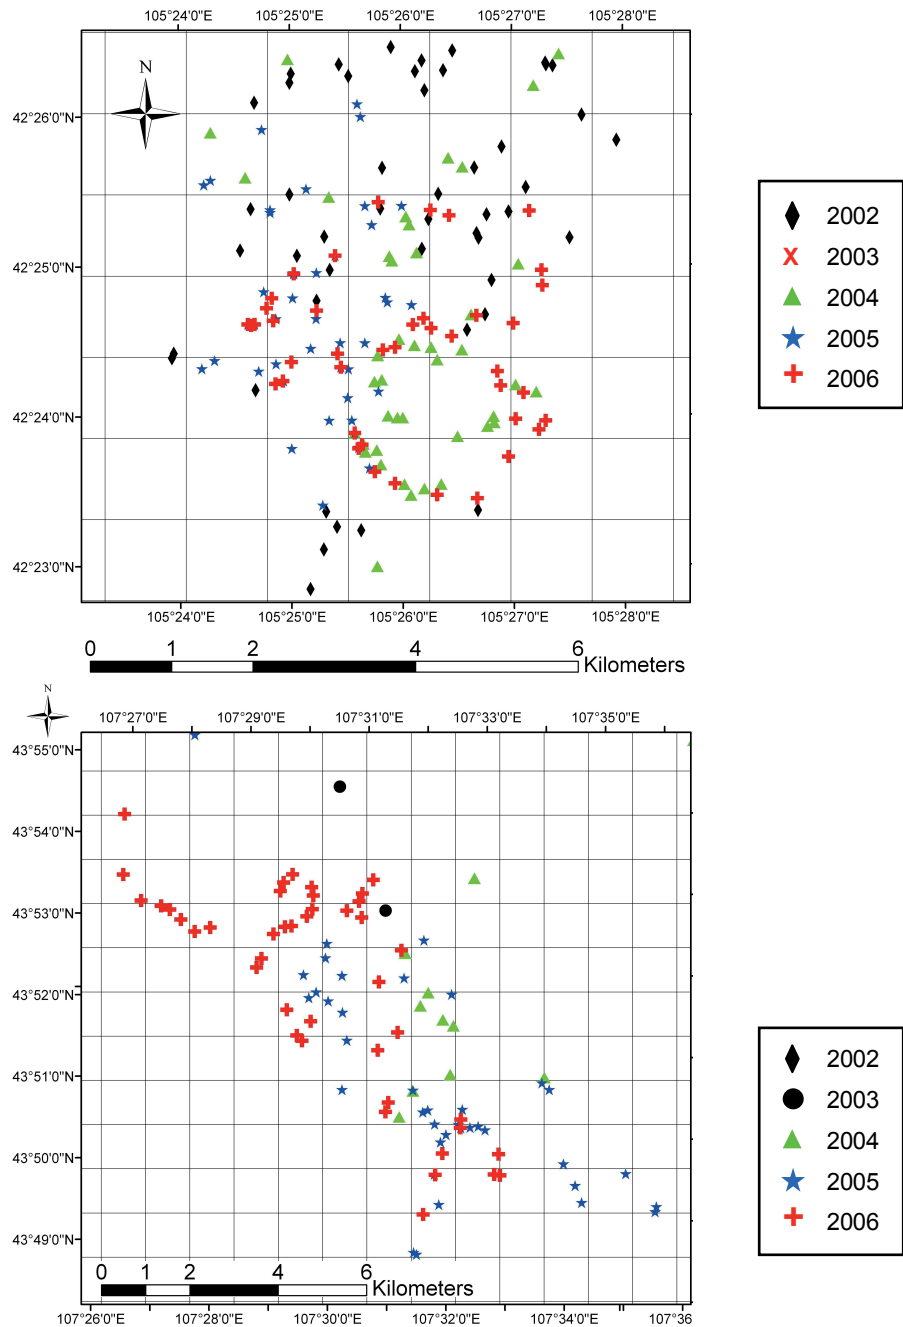 105°24'0"E 105°25'0"E 105°26'0"E 105°27'0"E 105°28'0"E
N
42°26'0"N
42°25'0"N
42°24'0"N
42°23'0"N
105°24'0"E 105°25'0"E 105°26'0"E 105°27'0"E 105°28'0"E
0 1 2 4 6 Kilometers
2002
X 2003
2004
2005
2006
N
107°27'0"E 107°29'0"E 107°31'0"E 107°33'0"E 107°35'0"E
43°55'0"N
43°54'0"N
43°53'0"N
43°52'0"N
43°51'0"N
43°50'0"N
43°49'0"N
0 1 2 4 6 Kilometers
107°26'0"E 107°28'0"E 107°30'0"E 107°32'0"E 107°34'0"E 107°36
2002
2003
2004
2005
2006